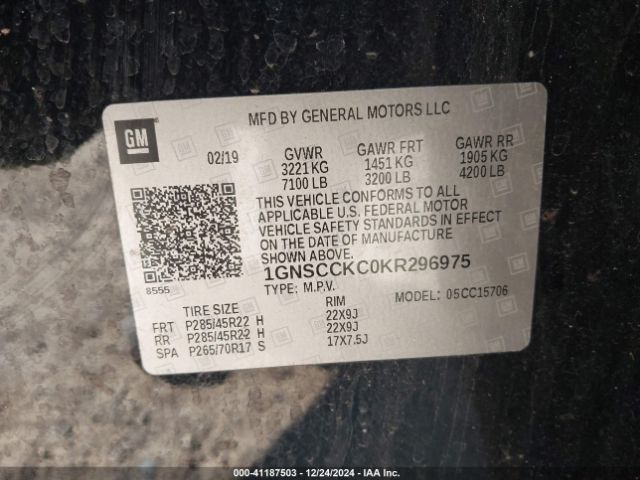 MFD BY GENERAL MOTORS LLC
GM
02/19 GVWR GAWR FRT GAWR RR
3221 KG 1451 KG 1905 KG
7100 LB 3200 LB 4200 LB
THIS VEHICLE CONFORMS TO ALL
APPLICABLE U.S. FEDERAL MOTOR
VEHICLE SAFETY STANDARDS IN EFFECT
ON THE DATE OF MANUFACTURE
SHOWN ABOVE.
1GNSCCKC0KR296975
8555
TYPE: M.P.V. MODEL: 05CC15706
TIRE SIZE RIM
FRT P285/45R22 H 22X9J
RR P285/45R22 H 22X9J
SPA P265/70R17 S 17X7.5J
000-41187503 - 12/24/2024 - IAA Inc.